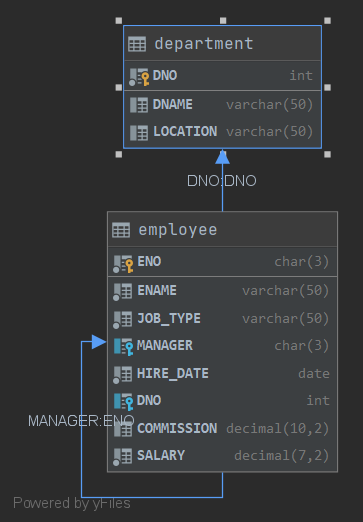 department
DNO int
DNAME varchar(50)
LOCATION varchar(50)
DNO:DNO
employee
ENO char(3)
ENAME varchar(50)
JOB_TYPE varchar(50)
MANAGER char(3)
HIRE_DATE date
DNO int
MANAGER:ENO
COMMISSION decimal(10,2)
SALARY decimal(7,2)
Powered by yFiles